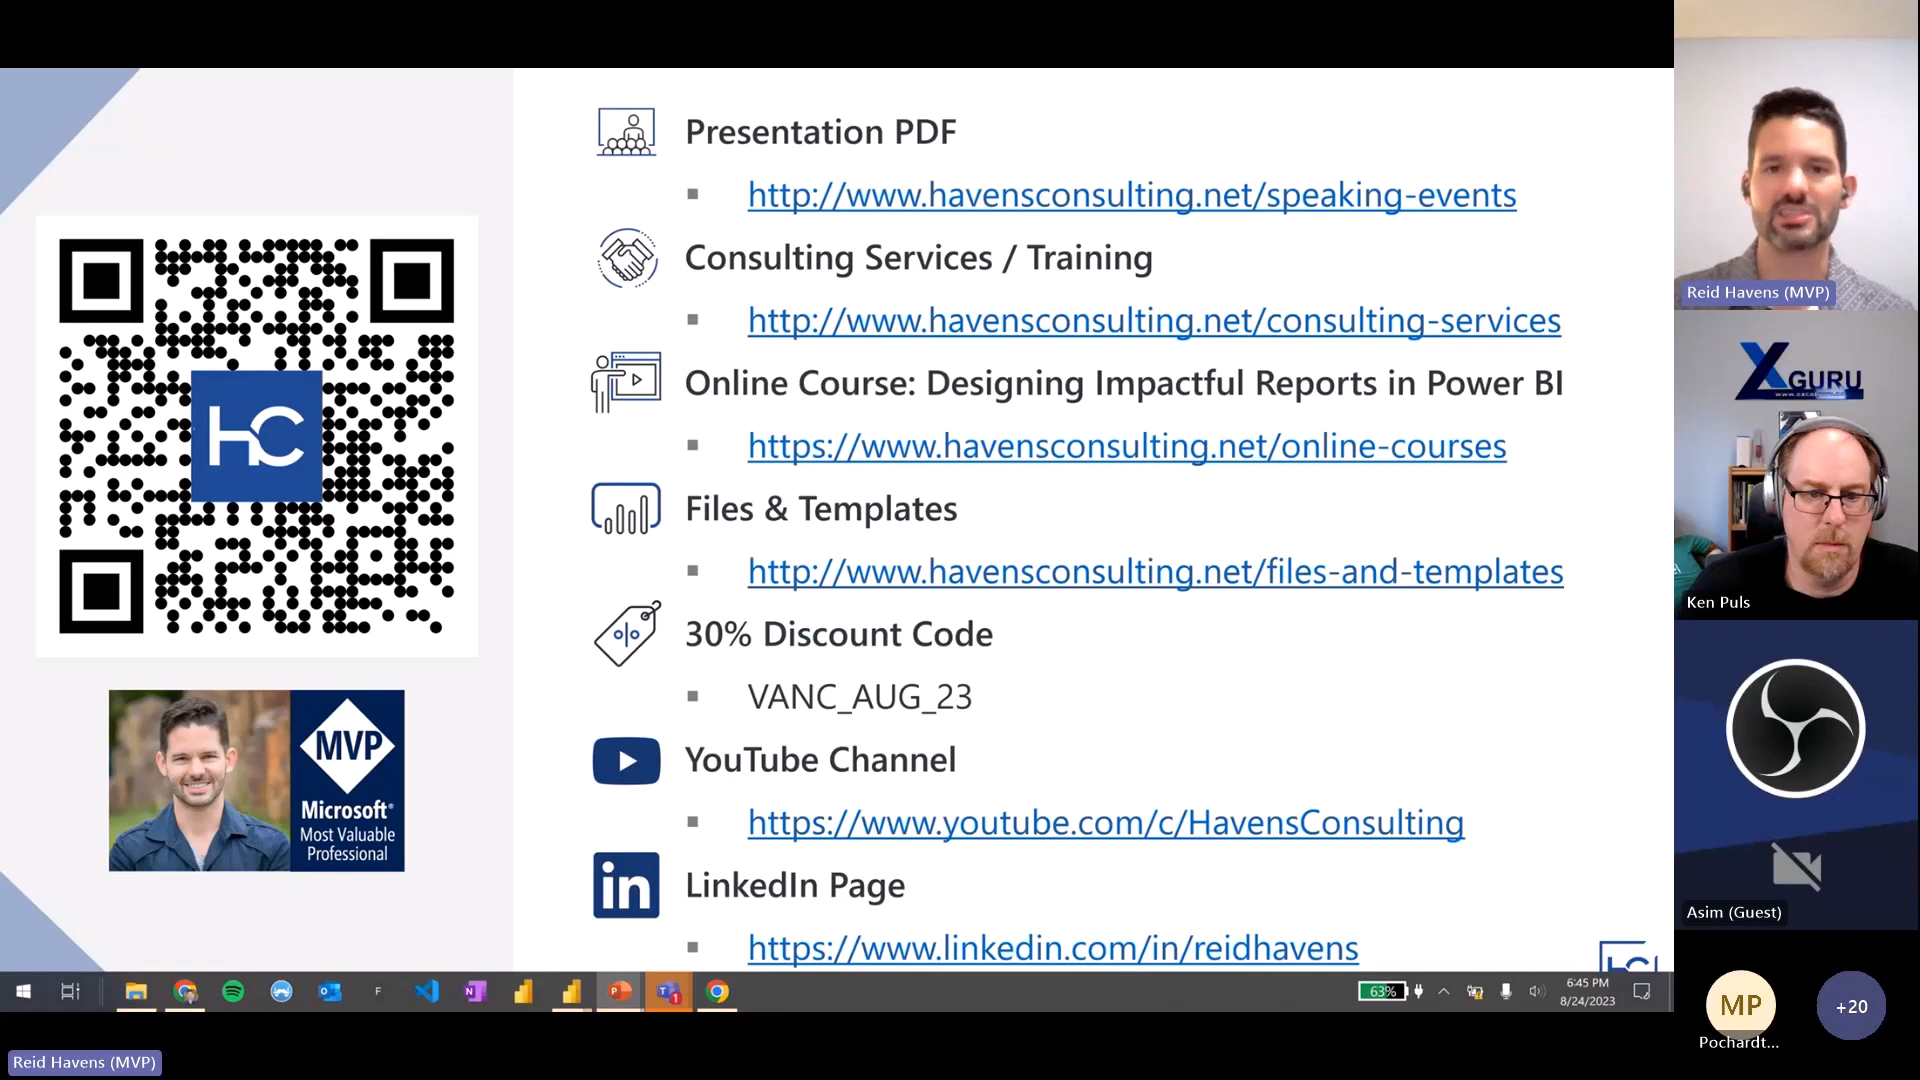 Presentation PDF
http://www.havensconsulting.net/speaking-events
Consulting Services / Training
http://www.havensconsulting.net/consulting-services
Online Course: Designing Impactful Reports in Power BI
https://www.havensconsulting.net/online-courses
Files & Templates
http://www.havensconsulting.net/files-and-templates
30% Discount Code
VANC_AUG_23
YouTube Channel
https://www.youtube.com/c/HavensConsulting
LinkedIn Page
https://www.linkedin.com/in/reidhavens
HC
MVP
Microsoft®
Most Valuable
Professional
in
63%
6:45 PM
8/24/2023
Reid Havens (MVP)
Reid Havens (MVP)
XGURU
Ken Puls
Asim (Guest)
MP
Pochardt...
+20